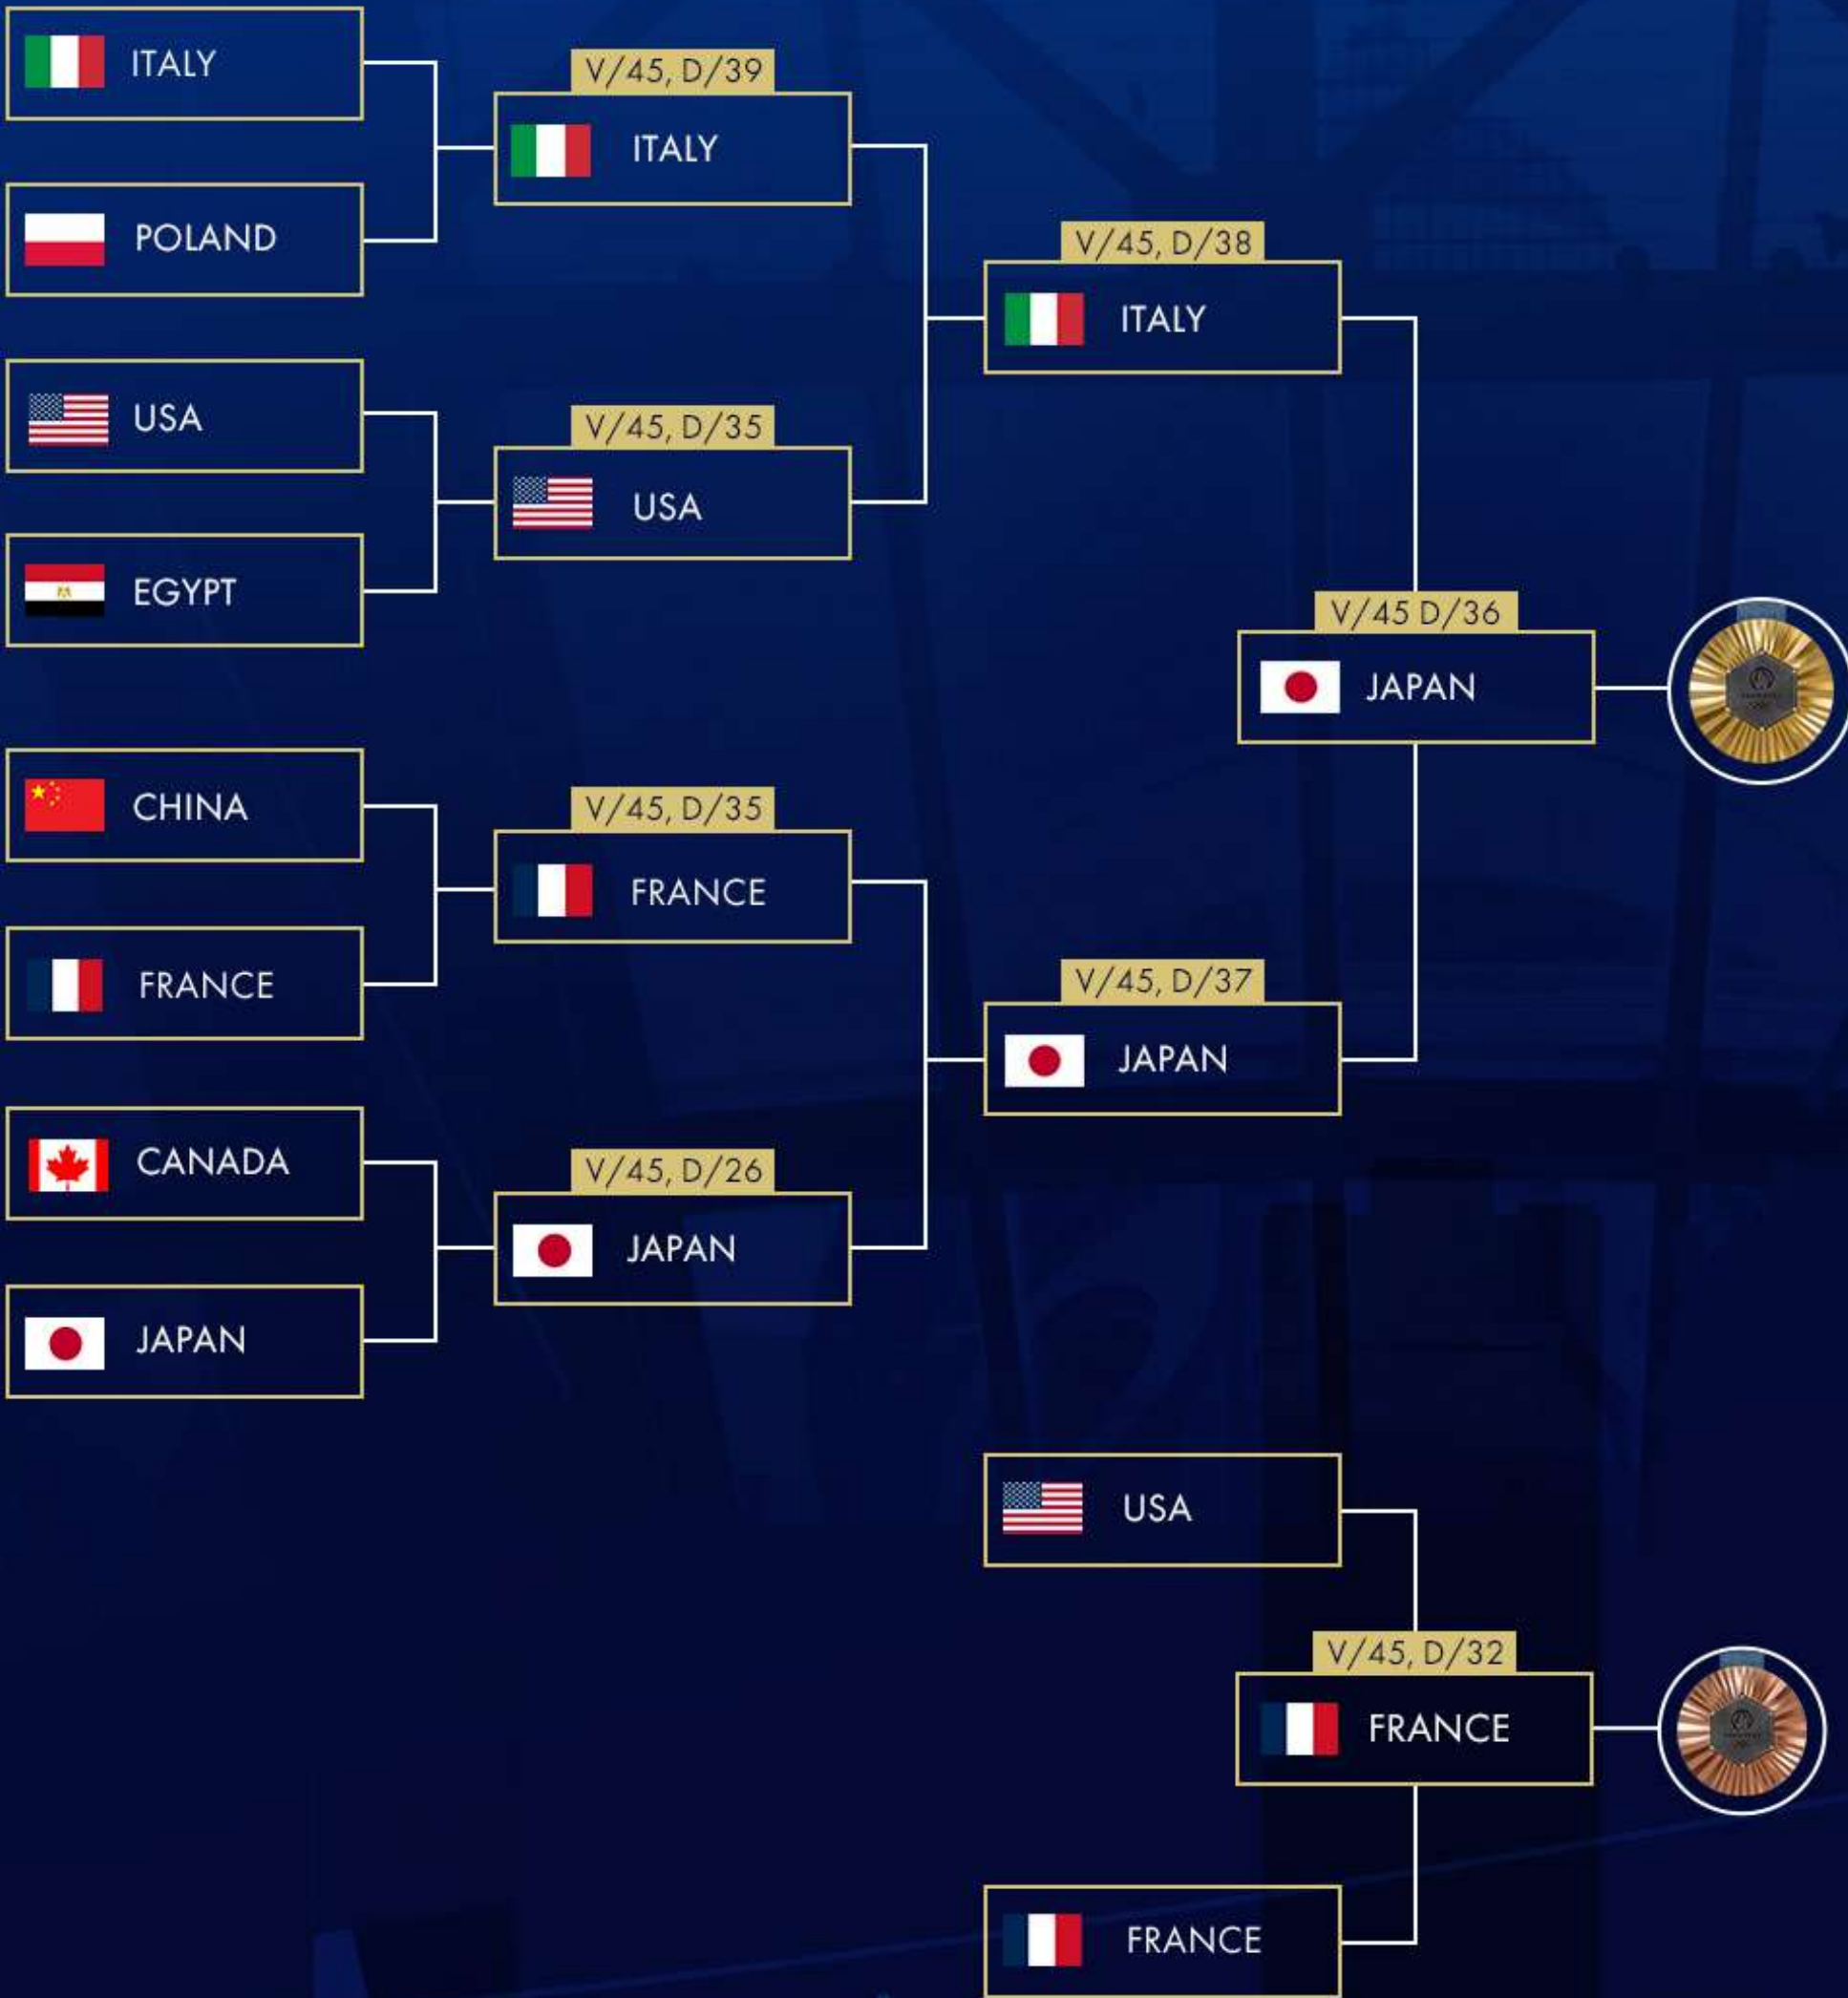 ITALY
POLAND
USA
EGYPT
CHINA
FRANCE
CANADA
JAPAN
V/45, D/39
ITALY
V/45, D/35
USA
V/45, D/35
FRANCE
V/45, D/26
JAPAN
V/45, D/38
ITALY
V/45, D/37
JAPAN
V/45 D/36
JAPAN
USA
FRANCE
V/45, D/32
FRANCE